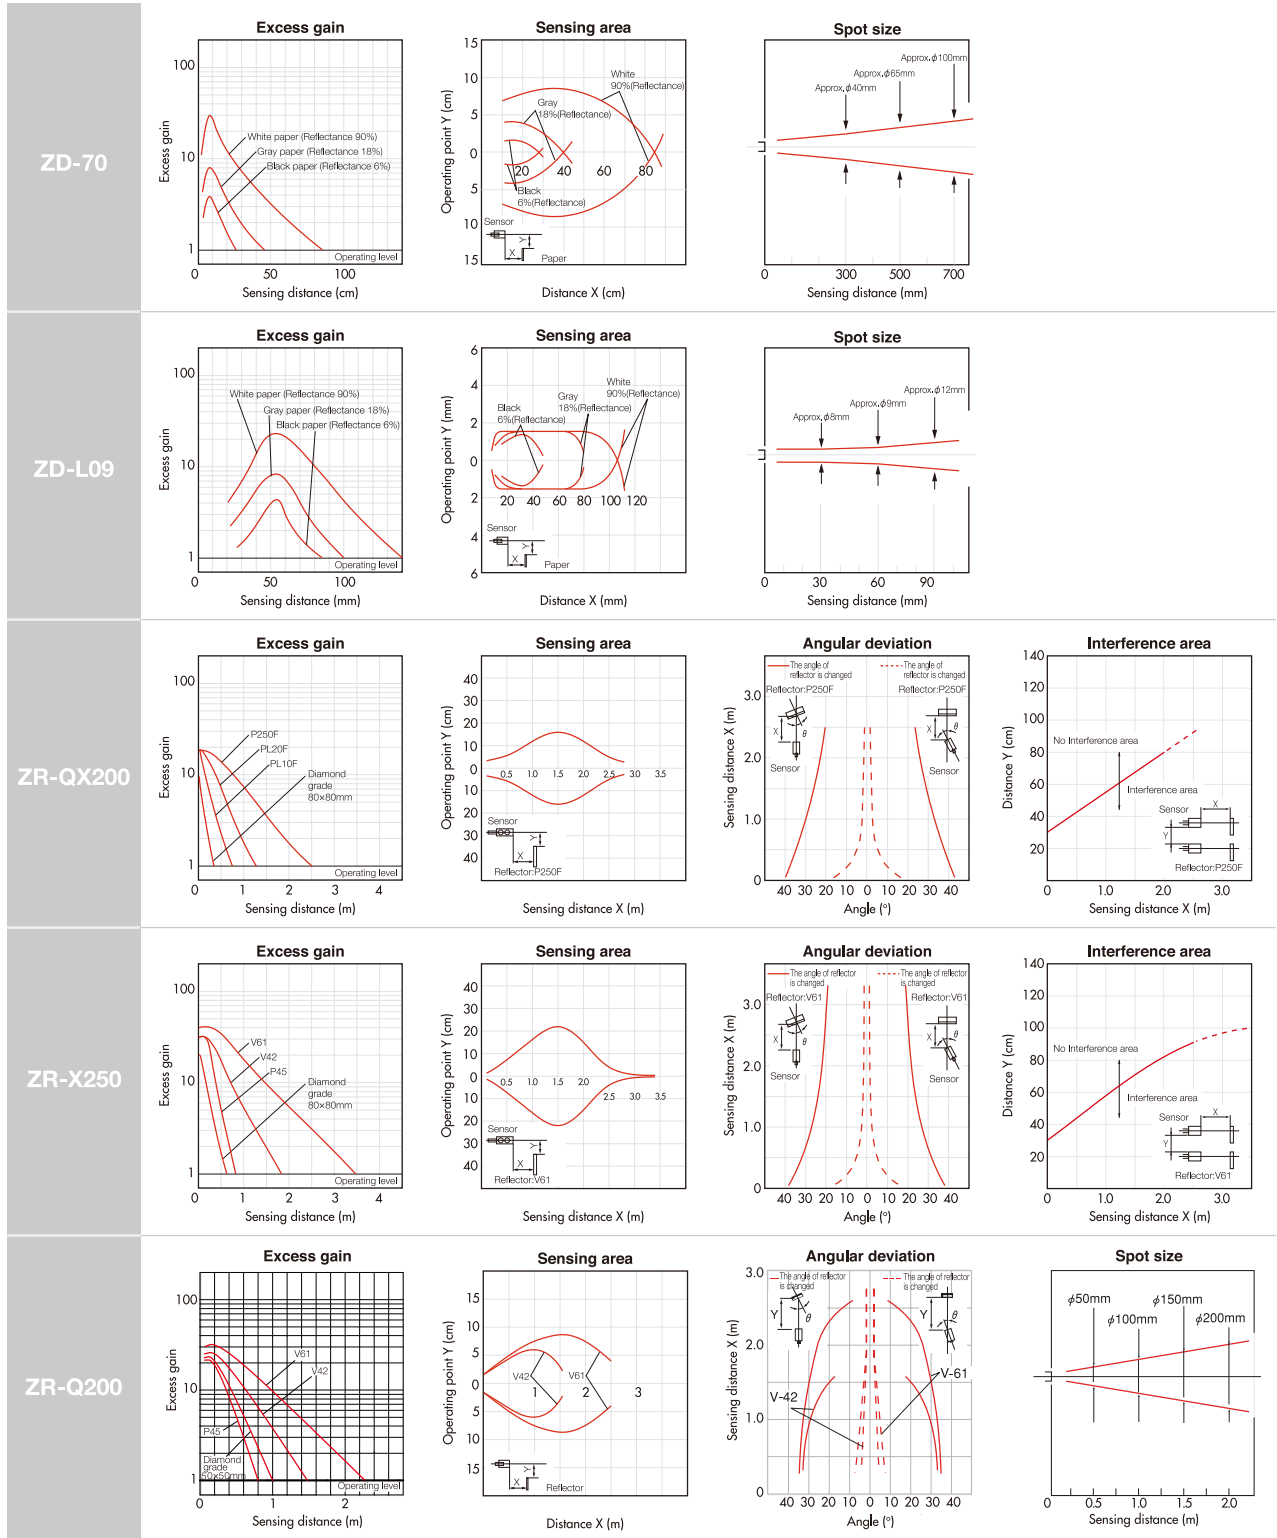 ZD-70
Excess gain
Excess gain
100
10
1
0
50
100
White paper (Reflectance 90%)
Gray paper (Reflectance 18%)
Black paper (Reflectance 6%)
Operating level
Sensing distance (cm)
Sensing area
Operating point Y (cm)
15
10
5
0
5
10
15
20
40
60
80
White
90%(Reflectance)
Gray
18%(Reflectance)
Black
6%(Reflectance)
Sensor
Y
X
Paper
Distance X (cm)
Spot size
Approx.ϕ100mm
Approx.ϕ65mm
Approx.ϕ40mm
0
300
500
700
Sensing distance (mm)
ZD-L09
Excess gain
Excess gain
100
10
1
0
50
100
White paper (Reflectance 90%)
Gray paper (Reflectance 18%)
Black paper (Reflectance 6%)
Operating level
Sensing distance (mm)
Sensing area
Operating point Y (mm)
6
4
2
0
2
4
6
20
40
60
80
100
120
White
90%(Reflectance)
Gray
18%(Reflectance)
Black
6%(Reflectance)
Sensor
Y
X
Paper
Distance X (mm)
Spot size
Approx.ϕ12mm
Approx.ϕ9mm
Approx.ϕ8mm
0
30
60
90
Sensing distance (mm)
ZR-QX200
Excess gain
Excess gain
100
10
1
0
1
2
4
P250F
PL20F
PL10F
Diamond
grade
80×80mm
Operating level
Sensing distance (m)
Sensing area
Operating point Y (cm)
40
30
20
10
0
10
20
30
40
0.5
1.0
1.5
2.0
2.5
3.0
3.5
Sensor
Y
X
Reflector:P250F
Sensing distance X (m)
Angular deviation
The angle of
reflector is changed
The angle of
reflector is changed
Reflector:P250F
Reflector:P250F
X
θ
Sensor
X
θ
Sensor
Sensing distance X (m)
3.0
2.0
1.0
0
40 30 20 10 0 10 20 30 40
Angle (°)
Interference area
Distance Y (cm)
140
120
100
80
60
40
20
0
1.0
2.0
3.0
No Interference area
Interference area
Sensor
X
Y
Reflector:P250F
Sensing distance X (m)
ZR-X250
Excess gain
Excess gain
100
10
1
0
1
2
4
V61
V42
P45
Diamond
grade
80×80mm
Operating level
Sensing distance (m)
Sensing area
Operating point Y (cm)
40
30
20
10
0
10
20
30
40
0.5
1.0
1.5
2.0
2.5
3.0
3.5
Sensor
Y
X
Reflector:V61
Sensing distance X (m)
Angular deviation
The angle of reflector
is changed
The angle of reflector
is changed
Reflector:V61
Reflector:V61
X
θ
Sensor
X
θ
Sensor
Sensing distance X (m)
3.0
2.0
1.0
0
40 30 20 10 0 10 20 30 40
Angle (°)
Interference area
Distance Y (cm)
140
120
100
80
60
40
20
0
1.0
2.0
3.0
No Interference area
Interference area
Sensor
X
Y
Reflector:V61
Sensing distance X (m)
ZR-Q200
Excess gain
Excess gain
100
10
1
0
1
2
V61
V42
P45
Diamond
grade
50×50mm
Operating level
Sensing distance (m)
Sensing area
Operating point Y (cm)
15
10
5
0
5
10
15
V42
1
V61
2
3
Sensor
Y
X
Reflector
Distance X (m)
Angular deviation
The angle of reflector
is changed
The angle of reflector
is changed
Y
θ
Y
θ
V-61
V-42
Sensing distance X (m)
3.0
2.0
1.0
0
40 30 20 10 0 10 20 30 40
Angle (°)
Spot size
ϕ50mm
ϕ150mm
ϕ100mm
ϕ200mm
0
0.5
1.0
1.5
2.0
Sensing distance (m)